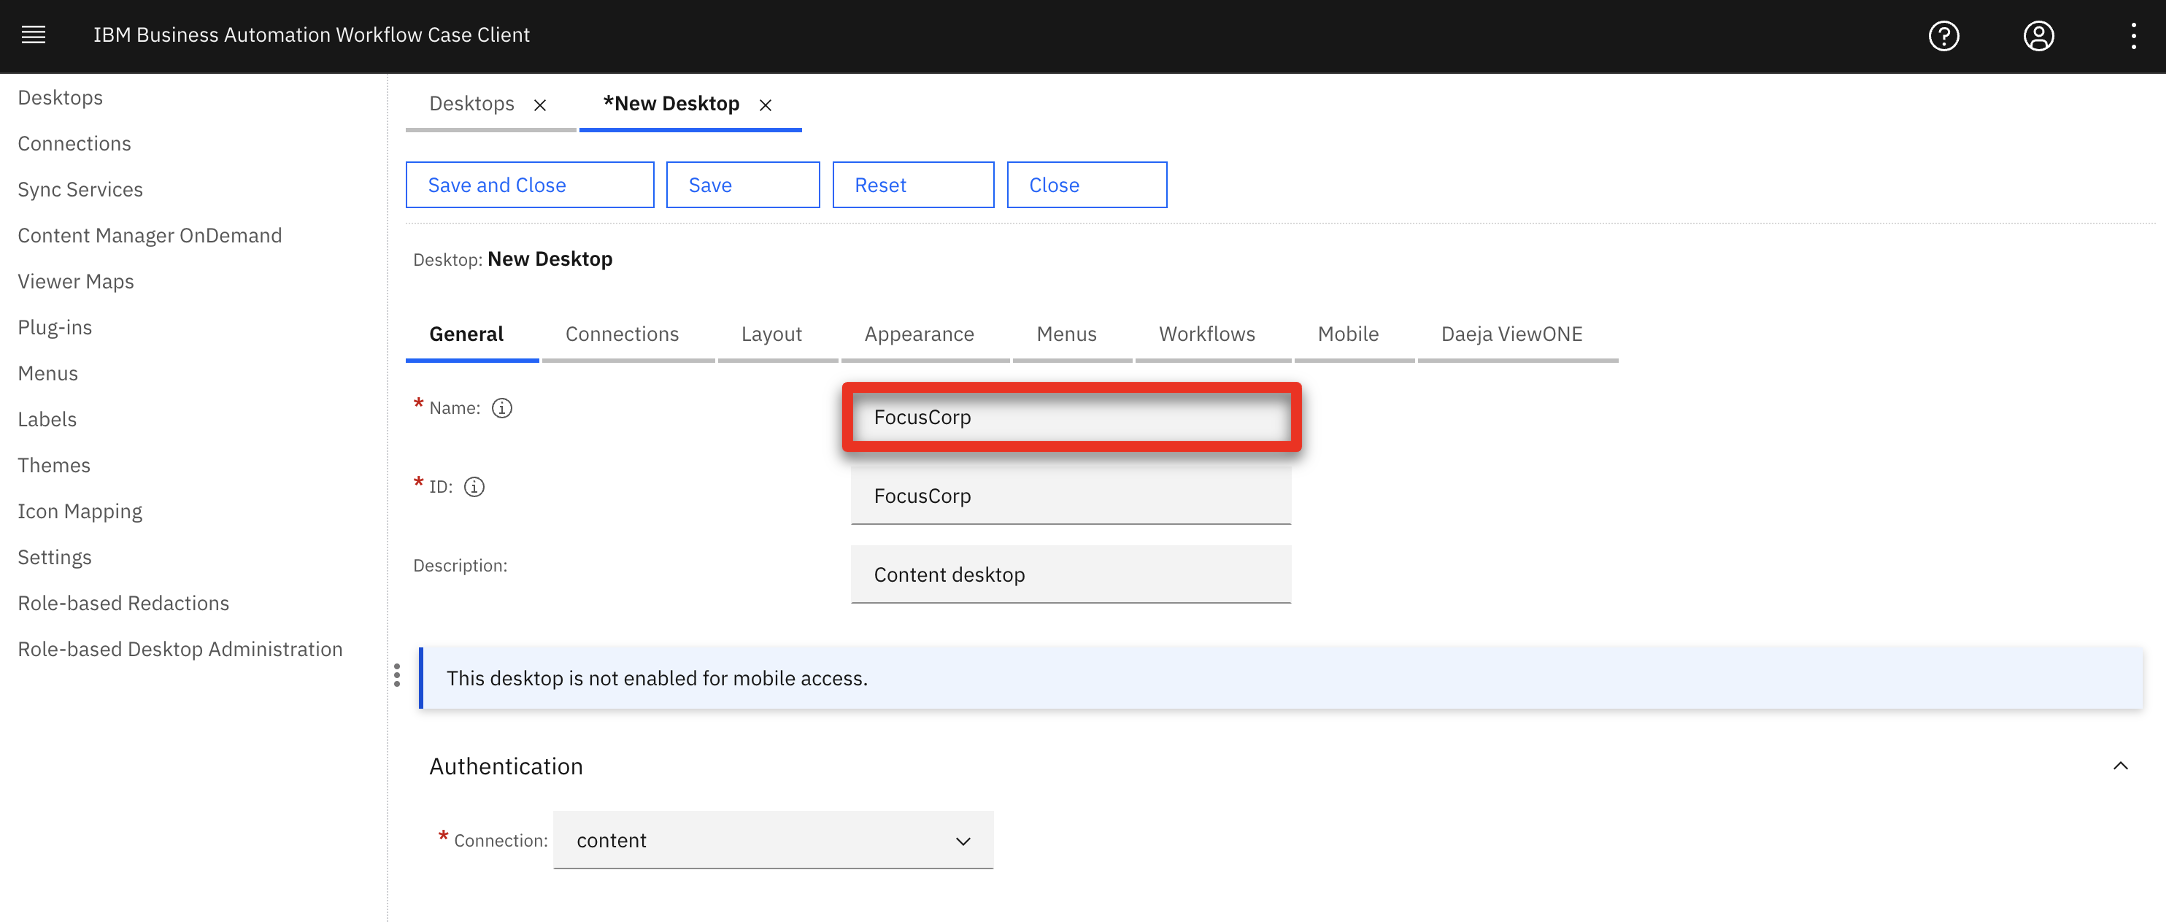 IBM Business Automation Workflow Case Client
Desktops
Connections
Sync Services
Content Manager OnDemand
Viewer Maps
Plug-ins
Menus
Labels
Themes
Icon Mapping
Settings
Role-based Redactions
Role-based Desktop Administration
Desktops
*New Desktop
Save and Close
Save
Reset
Close
Desktop: New Desktop
General
Connections
Layout
Appearance
Menus
Workflows
Mobile
Daeja ViewONE
* Name:
FocusCorp
* ID:
FocusCorp
Description:
Content desktop
This desktop is not enabled for mobile access.
Authentication
* Connection:
content